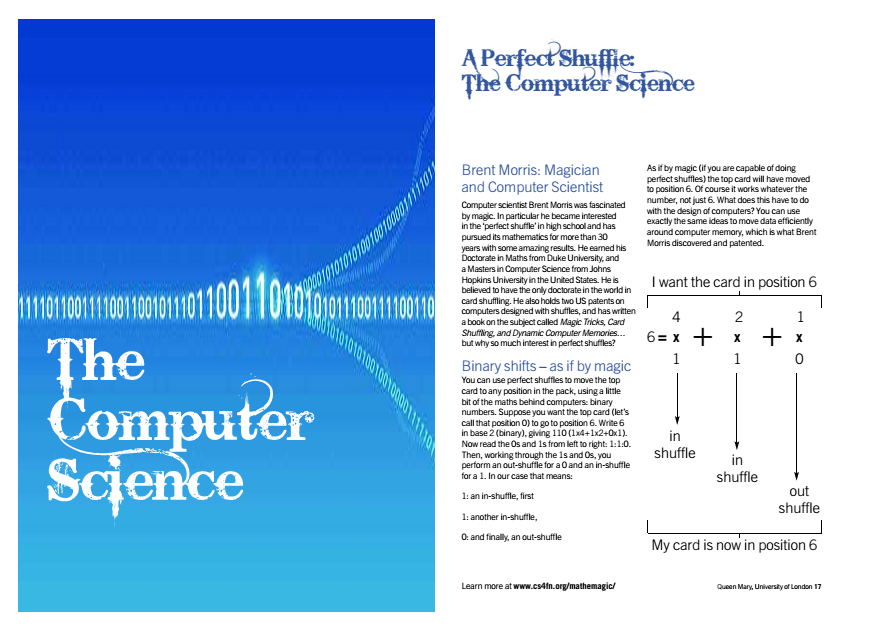 1111011100111001110011100110101100111001110011
The
Computer
Science
A Perfect Shuffle:
The Computer Science
Brent Morris: Magician
and Computer Scientist
Computer scientist Brent Morris was fascinated
by magic. In particular he became interested
in the 'perfect shuffle' in high school and has
pursued its mathematics for more than 30
years with some amazing results. He earned his
Doctorate in Maths from Duke University, and
a Masters in Computer Science from Johns
Hopkins University in the United States. He is
believed to have the only doctorate in the world in
card shuffling. He also holds two US patents on
computers designed with shuffles, and has written
a book on the subject called Magic Tricks, Card
Shuffling, and Dynamic Computer Memories...
but why so much interest in perfect shuffles?
Binary shifts – as if by magic
You can use perfect shuffles to move the top
card to any position in the pack, using a little
bit of the maths behind computers: binary
numbers. Suppose you want the top card (let's
call that position 0) to go to position 6. Write 6
in base 2 (binary), giving 110 (1x4+1x2+0x1).
Now read the 0s and 1s from left to right: 1:1:0.
Then, working through the 1s and 0s, you
perform an out-shuffle for a 0 and an in-shuffle
for a 1. In our case that means:
1: an in-shuffle, first
1: another in-shuffle,
0: and finally, an out-shuffle
As if by magic (if you are capable of doing
perfect shuffles) the top card will have moved
to position 6. Of course it works whatever the
number, not just 6. What does this have to do
with the design of computers? You can use
exactly the same ideas to move data efficiently
around computer memory, which is what Brent
Morris discovered and patented.
I want the card in position 6
4 2 1
6= x + x + x
1 1 0
in
shuffle
in
shuffle
out
shuffle
My card is now in position 6
Learn more at www.cs4fn.org/mathemagic/
Queen Mary, University of London 17